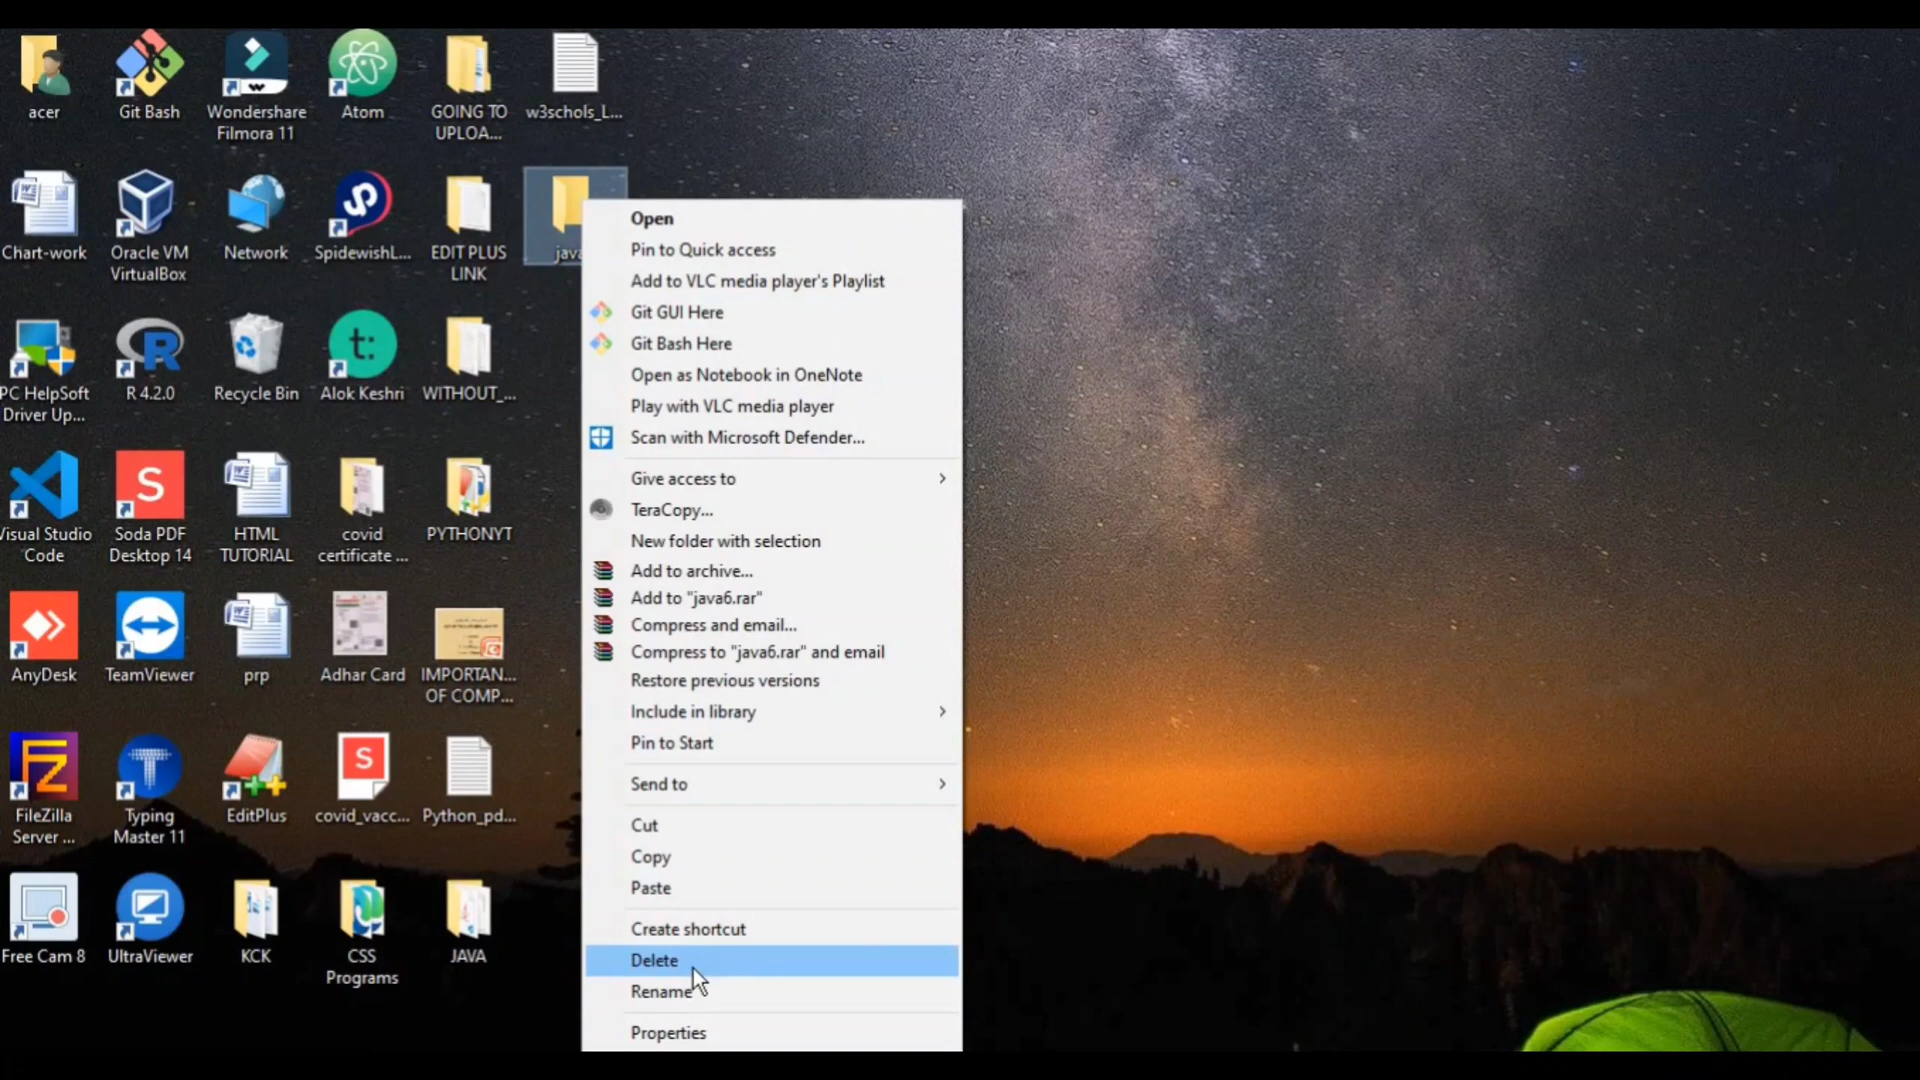 acer
Git Bash
Wondershare
Filmora 11
Atom
GOING TO
UPLOA...
w3schols_L...
Chart-work
Oracle VM
VirtualBox
Network
SpidewishL...
EDIT PLUS
LINK
java
PC HelpSoft
Driver Up...
R 4.2.0
Recycle Bin
Alok Keshri
WITHOUT_...
Visual Studio
Code
Soda PDF
Desktop 14
HTML
TUTORIAL
covid
certificate ...
PYTHONYT
AnyDesk
TeamViewer
prp
Adhar Card
IMPORTAN...
OF COMP...
FileZilla
Server ...
Typing
Master 11
EditPlus
covid_vacc...
Python_pd...
Free Cam 8
UltraViewer
KCK
CSS
Programs
JAVA
Open
Pin to Quick access
Add to VLC media player's Playlist
Git GUI Here
Git Bash Here
Open as Notebook in OneNote
Play with VLC media player
Scan with Microsoft Defender...
Give access to
TeraCopy...
New folder with selection
Add to archive...
Add to "java6.rar"
Compress and email...
Compress to "java6.rar" and email
Restore previous versions
Include in library
Pin to Start
Send to
Cut
Copy
Paste
Create shortcut
Delete
Rename
Properties